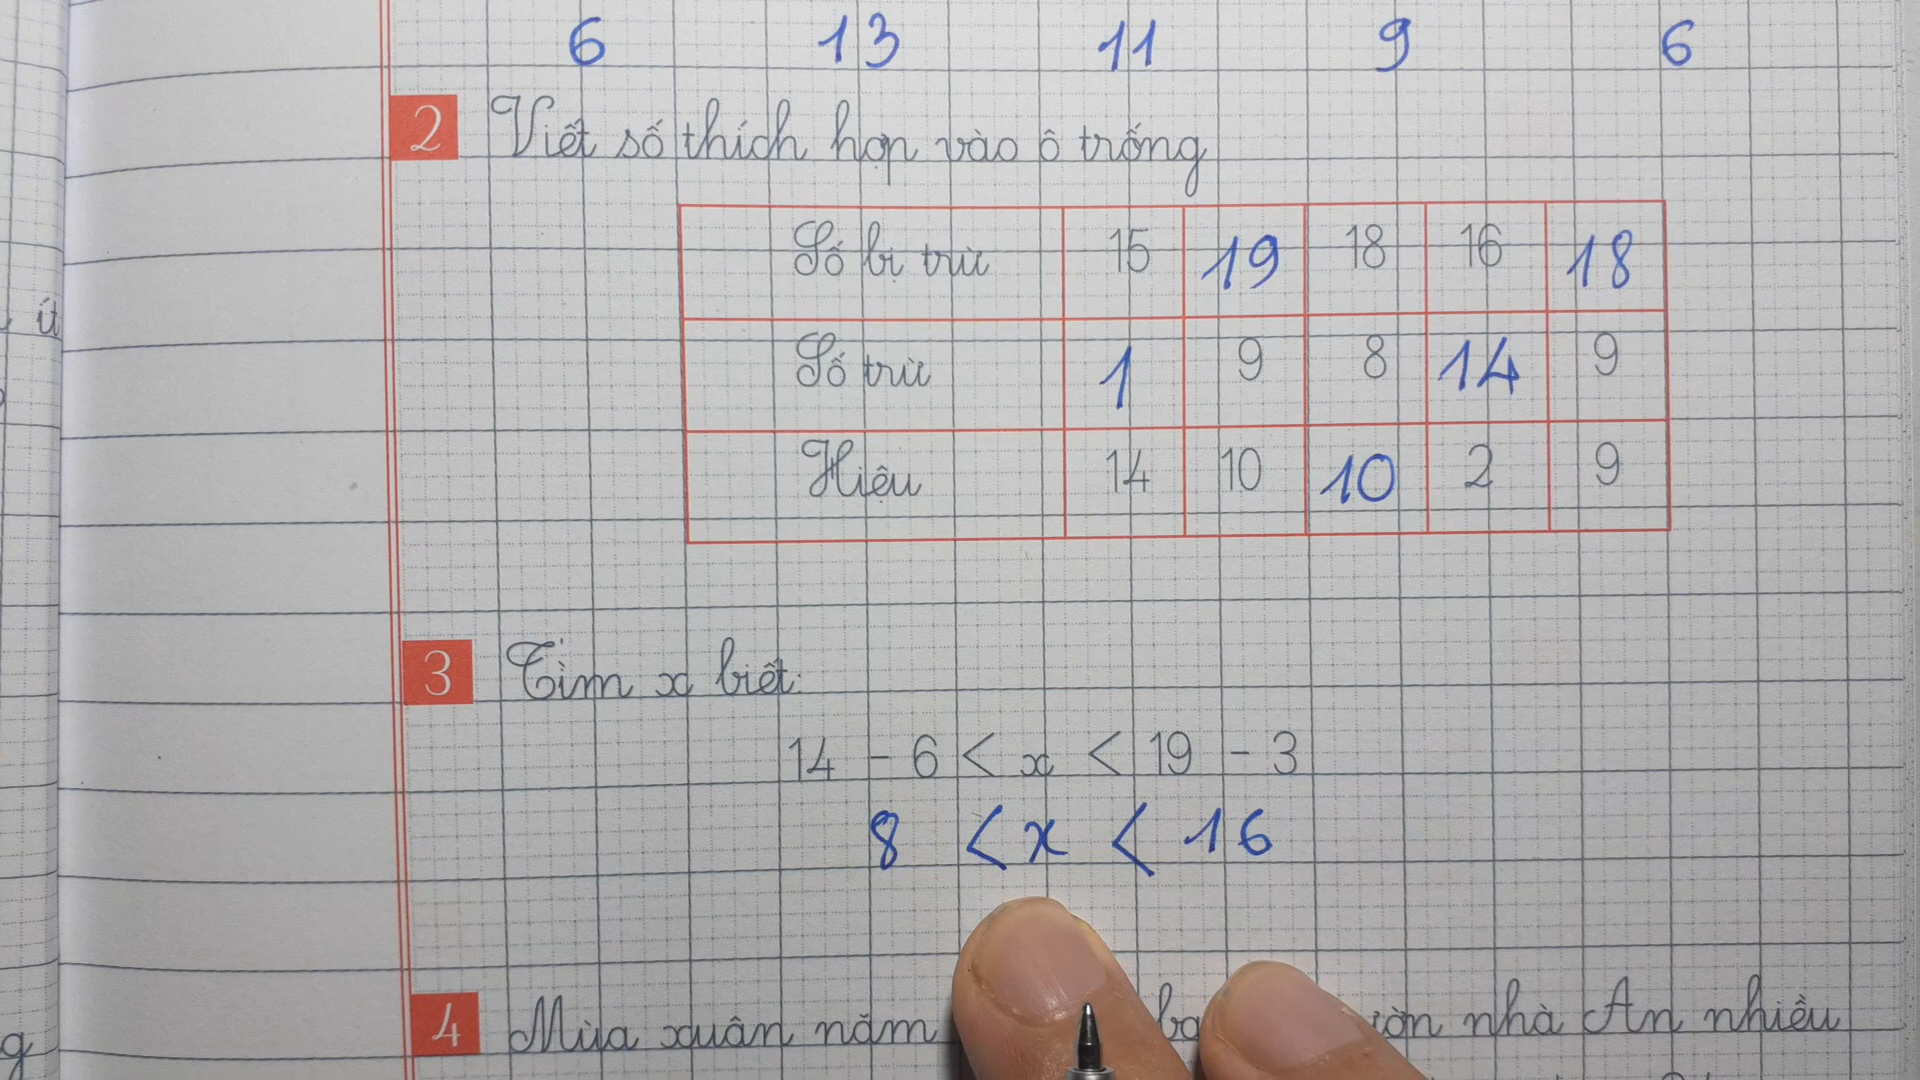 6 13 11 9 6
2 Viết số thích hợp vào ô trống
Số bị trừ 15 19 18 16 18
Số trừ 1 9 8 14 9
Hiệu 14 10 10 2 9
ít
3 Tìm x biết:
14 - 6 < x < 19 - 3
8 < x < 16
4 Mùa xuân năm nhà An nhiều